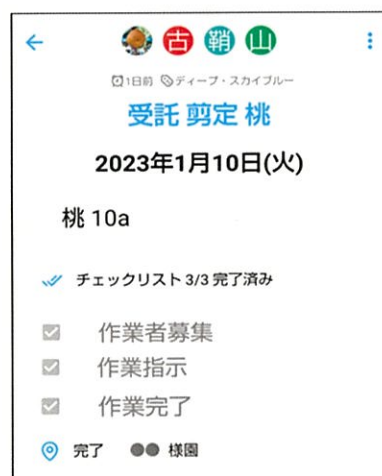 古 鞘 山
1日前 ディープ・スカイブルー
受託 剪定 桃
2023年1月10日(火)
桃 10a
チェックリスト 3/3 完了済み
作業者募集
作業指示
作業完了
完了 ●● 様園